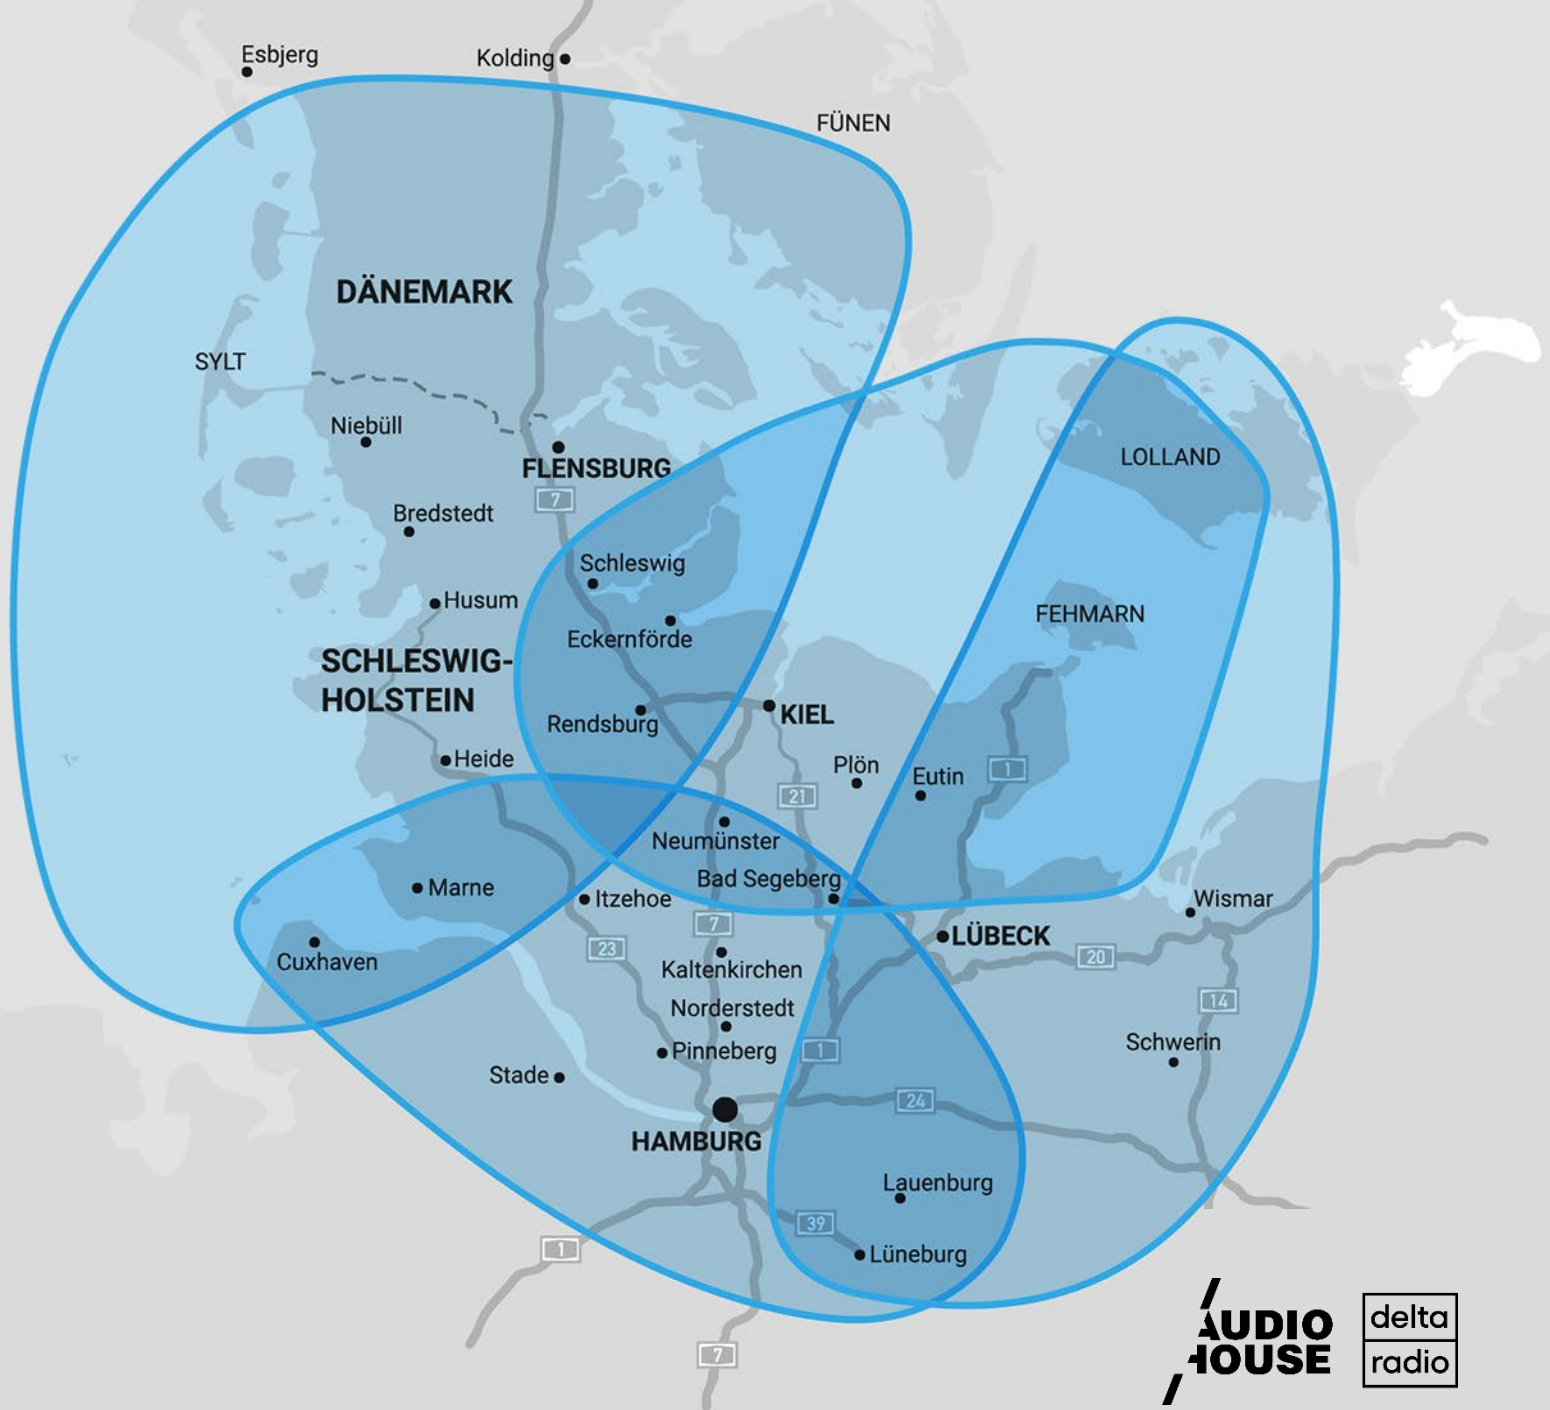 Esbjerg
Kolding
FÜNEN
DÄNEMARK
SYLT
Niebüll
FLENSBURG
LOLLAND
7
Bredstedt
Schleswig
Husum
FEHMARN
Eckernförde
SCHLESWIG-
HOLSTEIN
KIEL
Rendsburg
Heide
Plön
Eutin
1
21
Neumünster
Bad Segeberg
Marne
Itzehoe
Wismar
7
LÜBECK
23
Cuxhaven
Kaltenkirchen
20
14
Norderstedt
Schwerin
Pinneberg
1
Stade
24
HAMBURG
Lauenburg
39
1
Lüneburg
7
AUDIO
HOUSE
delta
radio